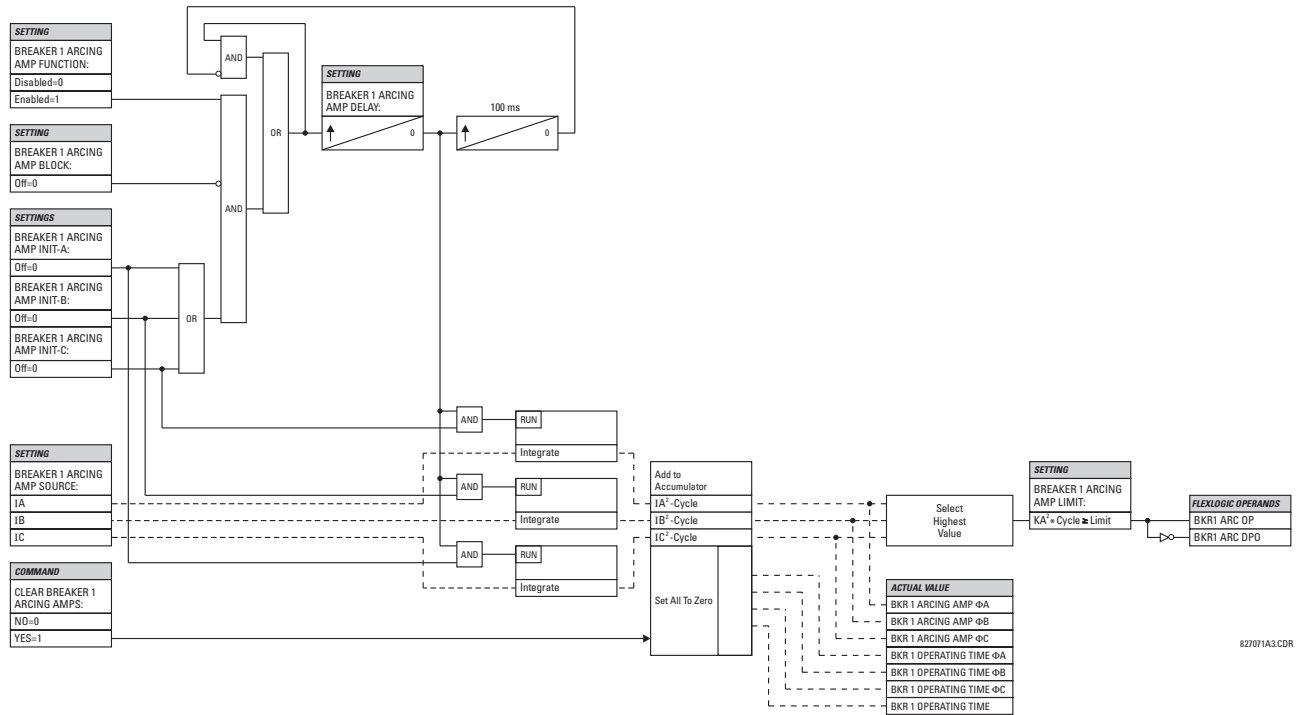 SETTING
BREAKER 1 ARCING
AMP FUNCTION:
Disabled=0
Enabled=1
SETTING
BREAKER 1 ARCING
AMP BLOCK:
Off=0
SETTINGS
BREAKER 1 ARCING
AMP INIT-A:
Off=0
BREAKER 1 ARCING
AMP INIT-B:
Off=0
BREAKER 1 ARCING
AMP INIT-C:
Off=0
SETTING
BREAKER 1 ARCING
AMP SOURCE:
IA
IB
IC
COMMAND
CLEAR BREAKER 1
ARCING AMPS:
NO=0
YES=1
AND
OR
AND
OR
SETTING
BREAKER 1 ARCING
AMP DELAY:
0
100 ms
0
AND
RUN
Integrate
AND
RUN
Integrate
AND
RUN
Integrate
Add to
Accumulator
IA²-Cycle
IB²-Cycle
IC²-Cycle
Set All To Zero
Select
Highest
Value
SETTING
BREAKER 1 ARCING
AMP LIMIT:
KA²*Cycle ≥ Limit
FLEXLOGIC OPERANDS
BKR1 ARC OP
BKR1 ARC DPO
ACTUAL VALUE
BKR 1 ARCING AMP ΦA
BKR 1 ARCING AMP ΦB
BKR 1 ARCING AMP ΦC
BKR 1 OPERATING TIME ΦA
BKR 1 OPERATING TIME ΦB
BKR 1 OPERATING TIME ΦC
BKR 1 OPERATING TIME
827071A3.CDR